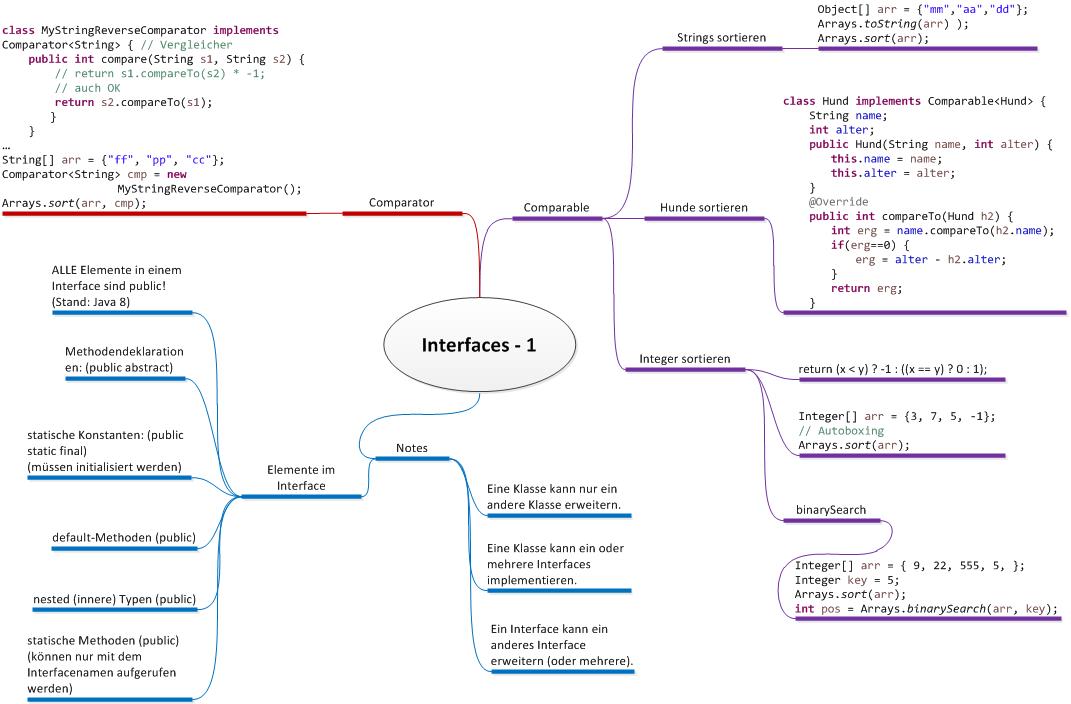 class MyStringReverseComparator implements
Comparator<String> { // Vergleicher
public int compare(String s1, String s2) {
// return s1.compareTo(s2) * -1;
// auch OK
return s2.compareTo(s1);
}
}
…
String[] arr = {"ff", "pp", "cc"};
Comparator<String> cmp = new
MyStringReverseComparator();
Arrays.sort(arr, cmp);
Comparator
Comparable
Strings sortieren
Object[] arr = {"mm","aa","dd"};
Arrays.toString(arr) );
Arrays.sort(arr);
Hunde sortieren
class Hund implements Comparable<Hund> {
String name;
int alter;
public Hund(String name, int alter) {
this.name = name;
this.alter = alter;
}
@Override
public int compareTo(Hund h2) {
int erg = name.compareTo(h2.name);
if(erg==0) {
erg = alter - h2.alter;
}
return erg;
}
Integer sortieren
return (x < y) ? -1 : ((x == y) ? 0 : 1);
Integer[] arr = {3, 7, 5, -1};
// Autoboxing
Arrays.sort(arr);
binarySearch
Integer[] arr = { 9, 22, 555, 5, };
Integer key = 5;
Arrays.sort(arr);
int pos = Arrays.binarySearch(arr, key);
Interfaces - 1
Notes
Eine Klasse kann nur ein
andere Klasse erweitern.
Eine Klasse kann ein oder
mehrere Interfaces
implementieren.
Ein Interface kann ein
anderes Interface
erweitern (oder mehrere).
Elemente im
Interface
ALLE Elemente in einem
Interface sind public!
(Stand: Java 8)
Methodendeklaration
en: (public abstract)
statische Konstanten: (public
static final)
(müssen initialisiert werden)
default-Methoden (public)
nested (innere) Typen (public)
statische Methoden (public)
(können nur mit dem
Interfacenamen aufgerufen
werden)